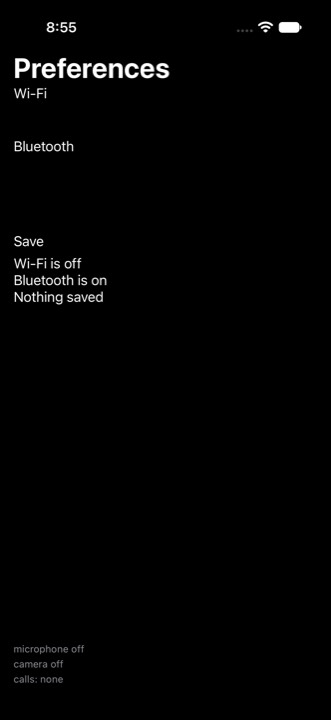 8:55
Preferences
Wi-Fi
Bluetooth
Save
Wi-Fi is off
Bluetooth is on
Nothing saved
microphone off
camera off
calls: none